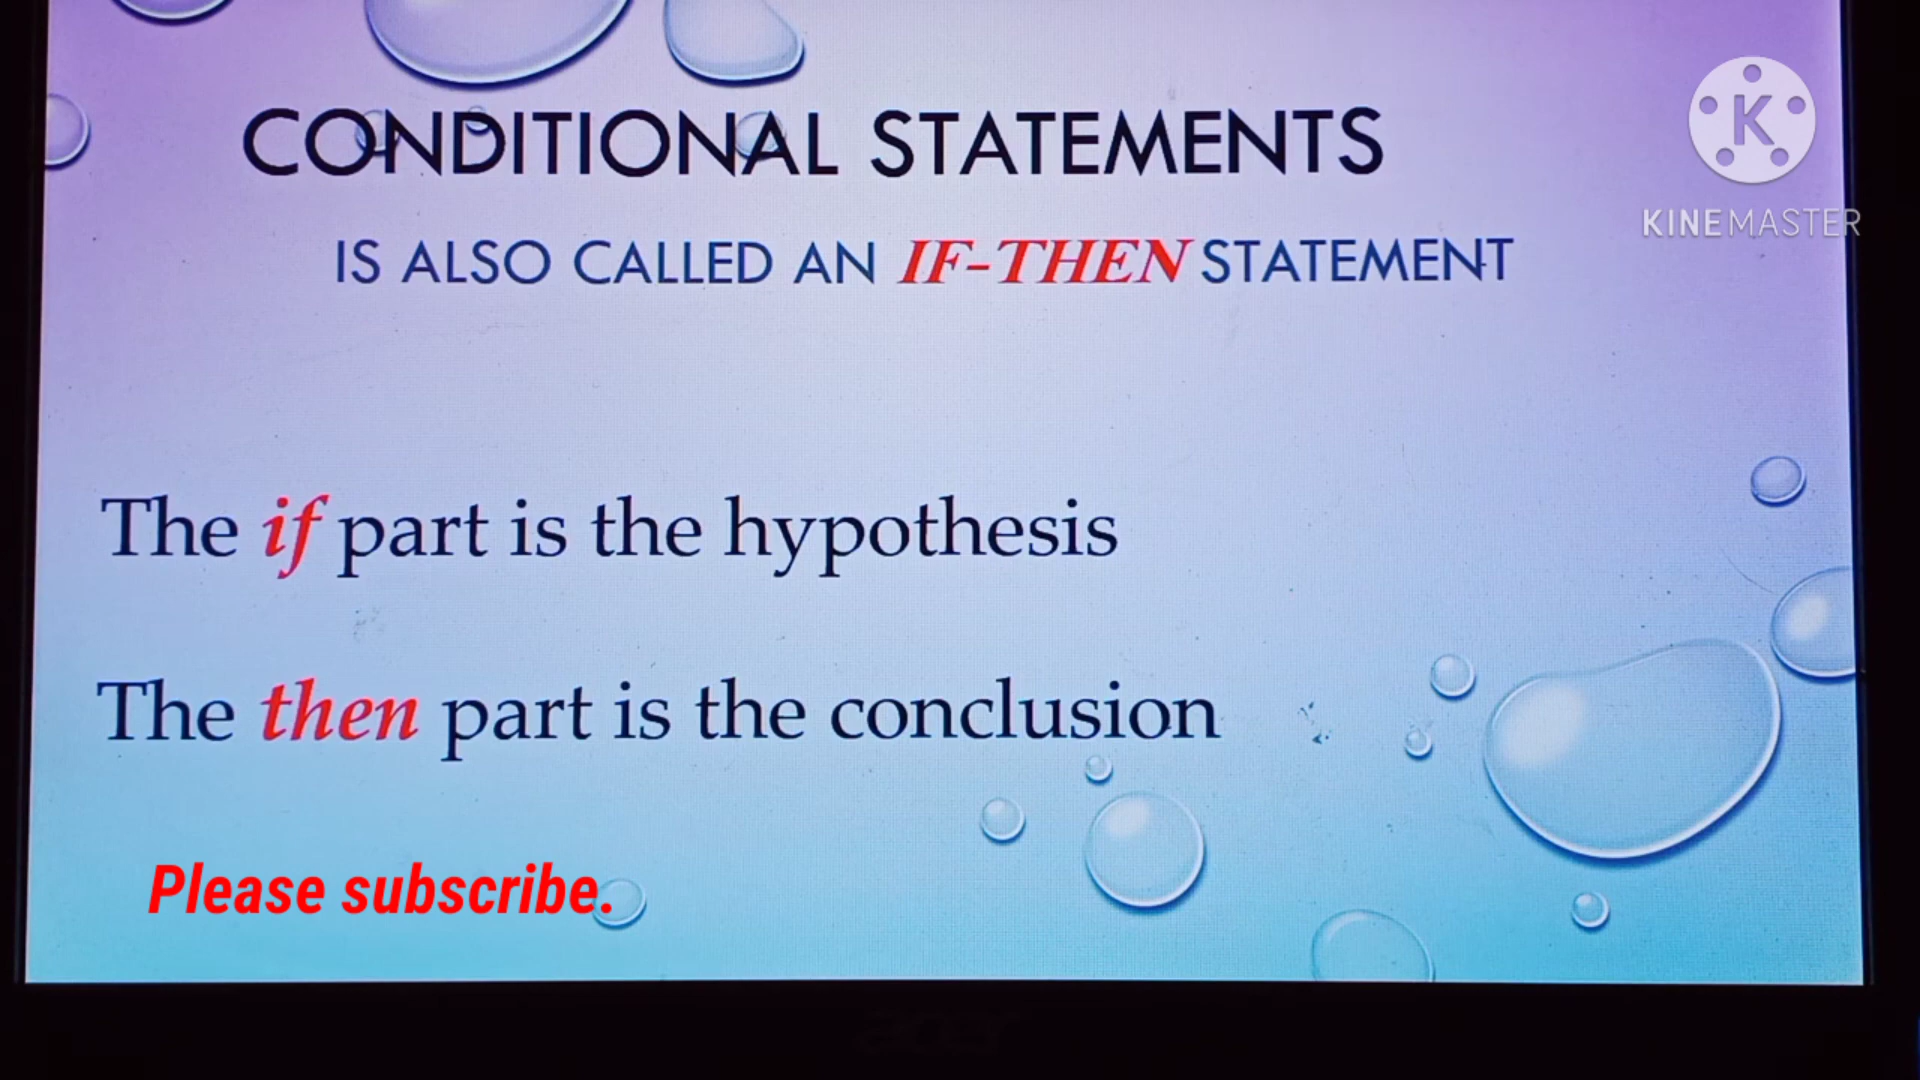 CONDITIONAL STATEMENTS
IS ALSO CALLED AN IF-THEN STATEMENT
The if part is the hypothesis
The then part is the conclusion
Please subscribe.
K
KINEMASTER
acer